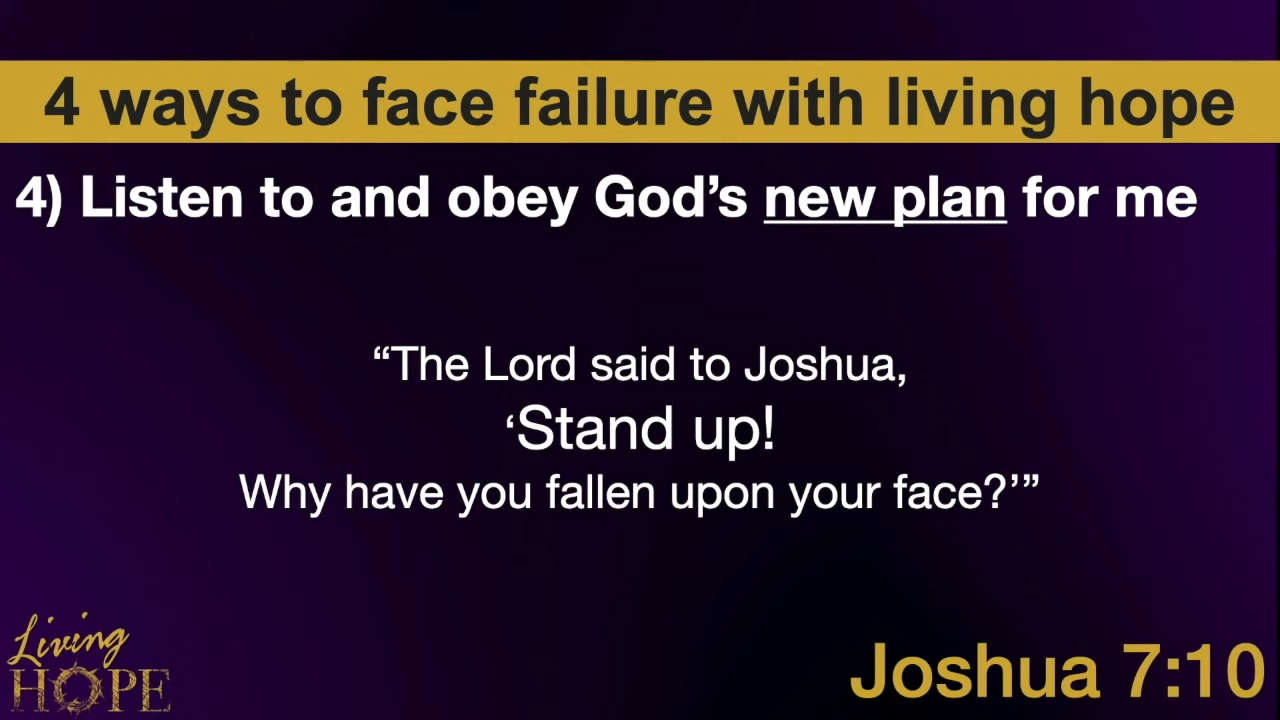 4 ways to face failure with living hope
4) Listen to and obey God’s new plan for me
“The Lord said to Joshua,
‘Stand up!
Why have you fallen upon your face?’”
Living
HOPE
Joshua 7:10